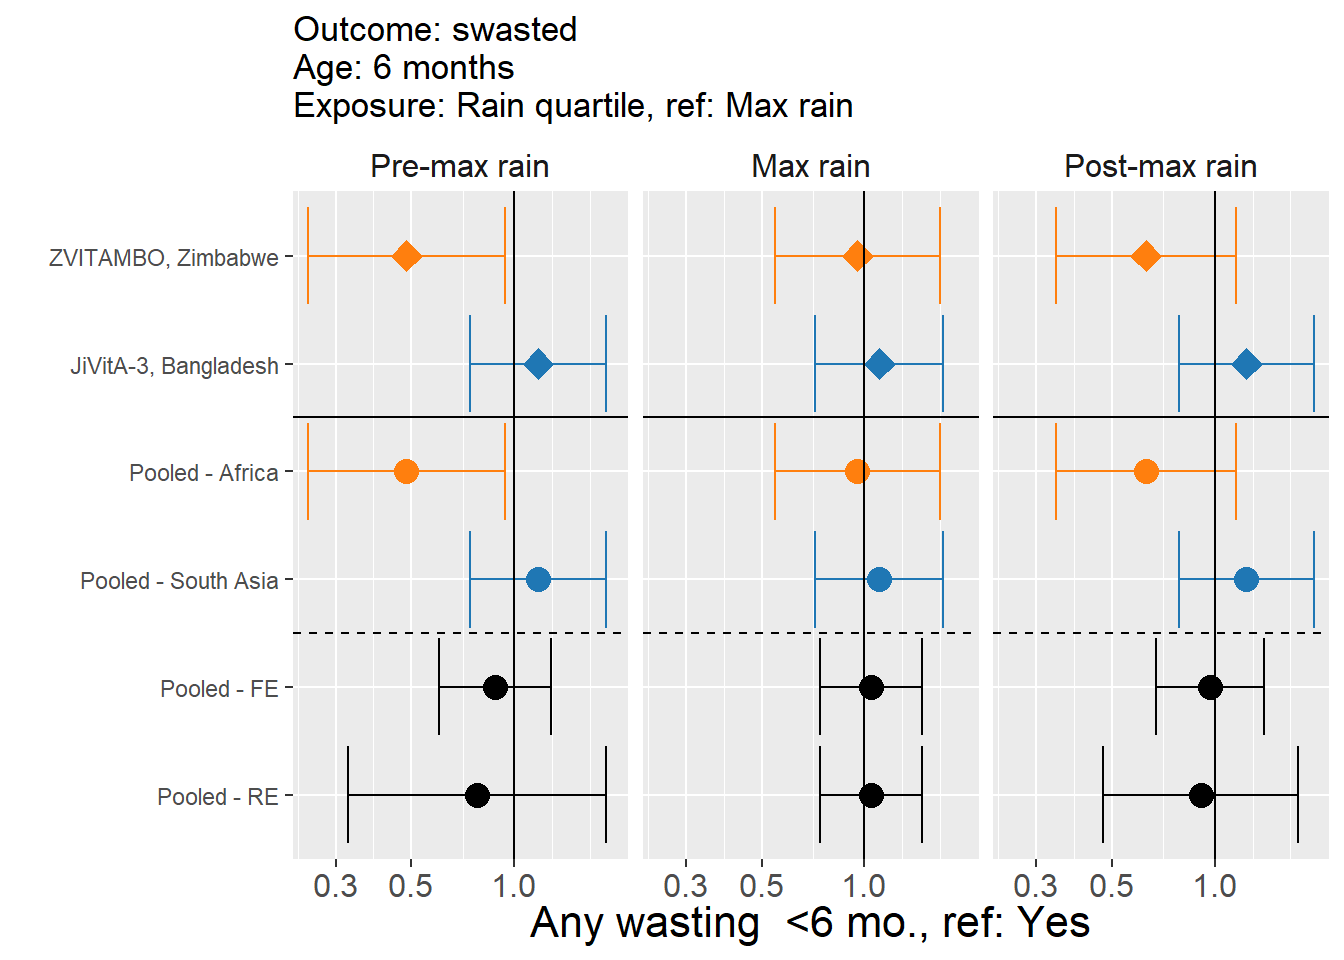 Outcome: swasted
Age: 6 months
Exposure: Rain quartile, ref: Max rain
Pre-max rain Max rain Post-max rain
ZVITAMBO, Zimbabwe
JiVitA-3, Bangladesh
Pooled - Africa
Pooled - South Asia
Pooled - FE
Pooled - RE
0.3 0.5 1.0 0.3 0.5 1.0 0.3 0.5 1.0
Any wasting  <6 mo., ref: Yes